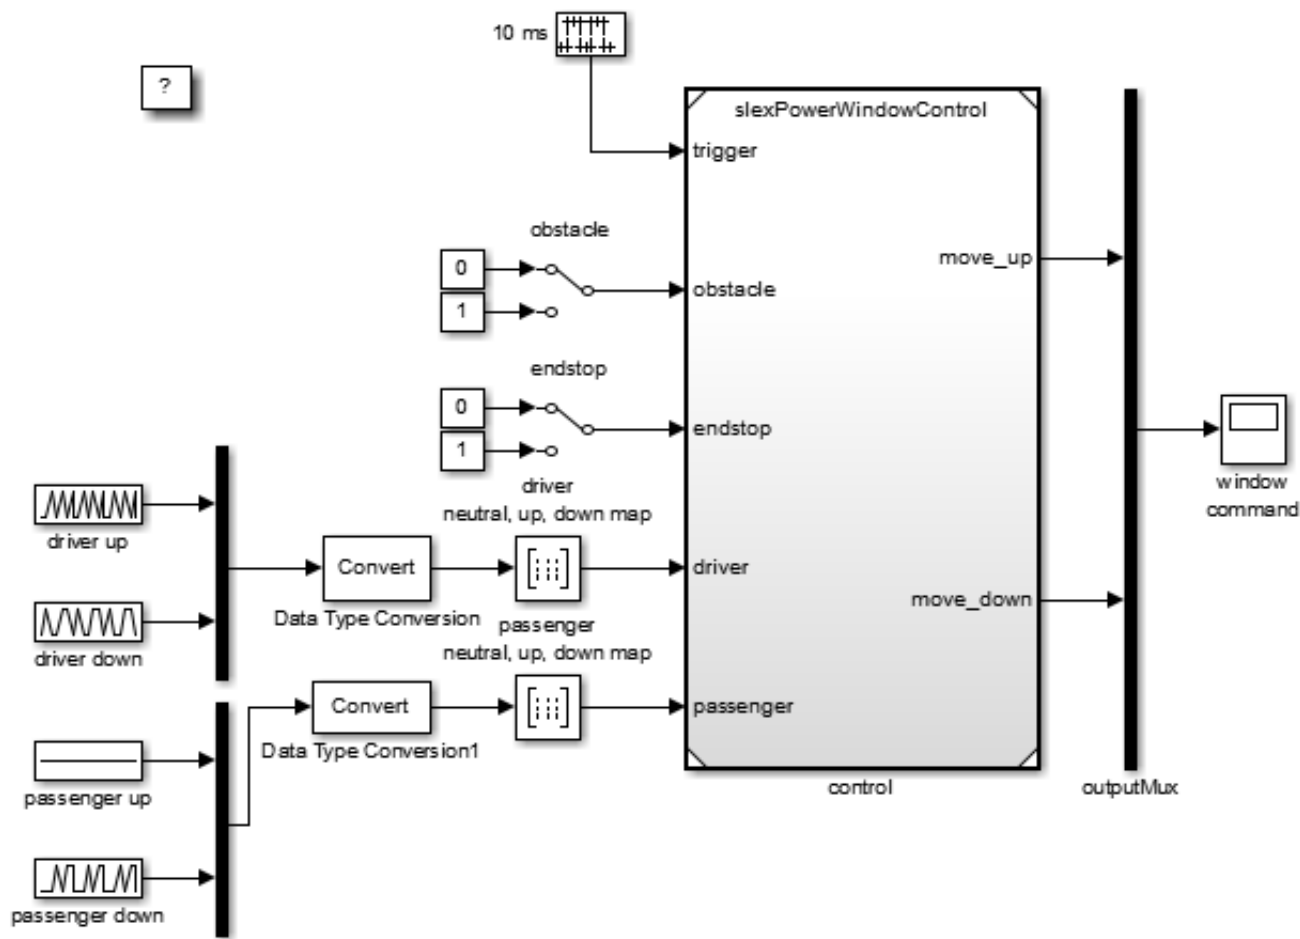 10 ms
?
slexPowerWindowControl
trigger
obstacle
0
1
obstacle
move_up
endstop
0
1
endstop
driver
neutral, up, down map
driver up
Convert
Data Type Conversion
driver
driver down
move_down
window
command
passenger
neutral, up, down map
Convert
Data Type Conversion1
passenger
passenger up
passenger down
control
outputMux